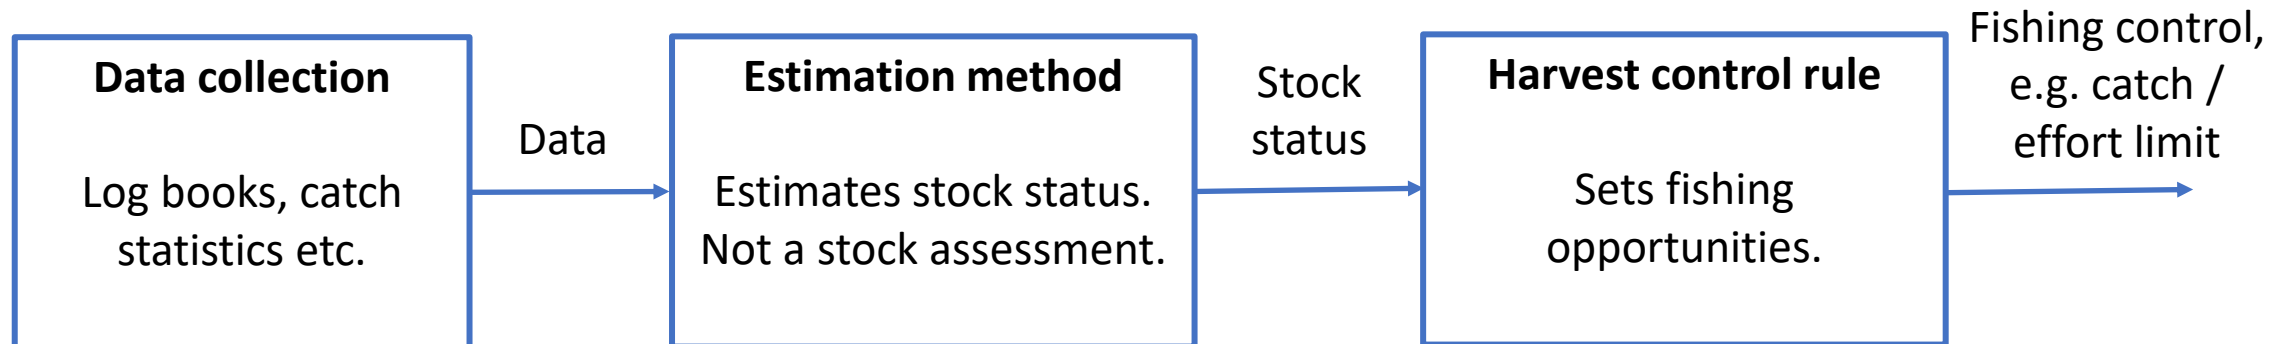 Data collection
Log books, catch
statistics etc.
Data
Estimation method
Estimates stock status.
Not a stock assessment.
Stock
status
Harvest control rule
Sets fishing
opportunities.
Fishing control,
e.g. catch /
effort limit